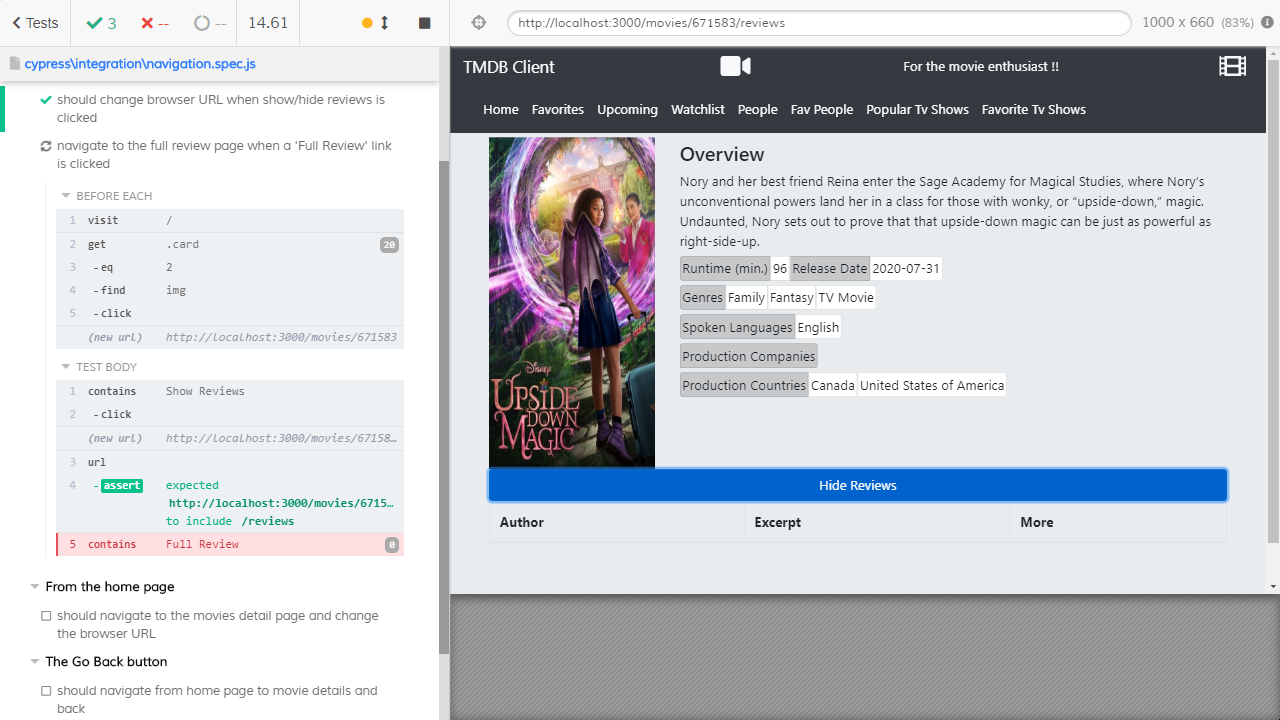 Tests
3
--
--
14.61
http://localhost:3000/movies/671583/reviews
1000 x 660 (83%)
cypress\integration\navigation.spec.js
should change browser URL when show/hide reviews is
clicked
navigate to the full review page when a 'Full Review' link
is clicked
BEFORE EACH
1 visit /
2 get .card 20
3 -eq 2
4 -find img
5 -click
(new url) http://localhost:3000/movies/671583
TEST BODY
1 contains Show Reviews
2 -click
(new url) http://localhost:3000/movies/67158…
3 url
4 -assert expected
http://localhost:3000/movies/6715…
to include /reviews
5 contains Full Review 0
From the home page
should navigate to the movies detail page and change
the browser URL
The Go Back button
should navigate from home page to movie details and
back
TMDB Client
For the movie enthusiast !!
Home Favorites Upcoming Watchlist People Fav People Popular Tv Shows Favorite Tv Shows
Disney
UPSIDE
DOWN
MAGIC
Overview
Nory and her best friend Reina enter the Sage Academy for Magical Studies, where Nory’s
unconventional powers land her in a class for those with wonky, or “upside-down,” magic.
Undaunted, Nory sets out to prove that that upside-down magic can be just as powerful as
right-side-up.
Runtime (min.) 96 Release Date 2020-07-31
Genres Family Fantasy TV Movie
Spoken Languages English
Production Companies
Production Countries Canada United States of America
Hide Reviews
Author Excerpt More